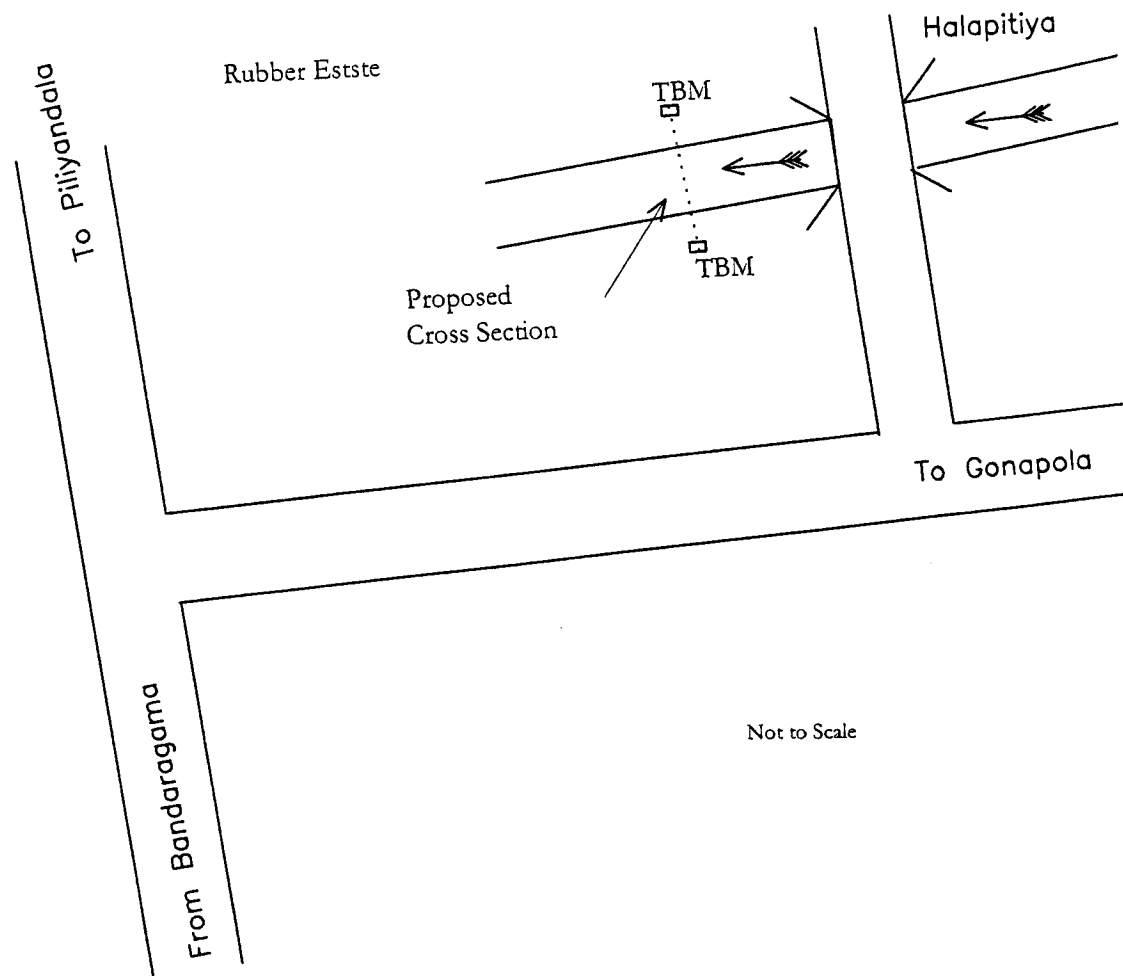 Halapitiya
Rubber Estste
To Piliyandala
TBM
TBM
Proposed
Cross Section
To Gonapola
From Bandaragama
Not to Scale